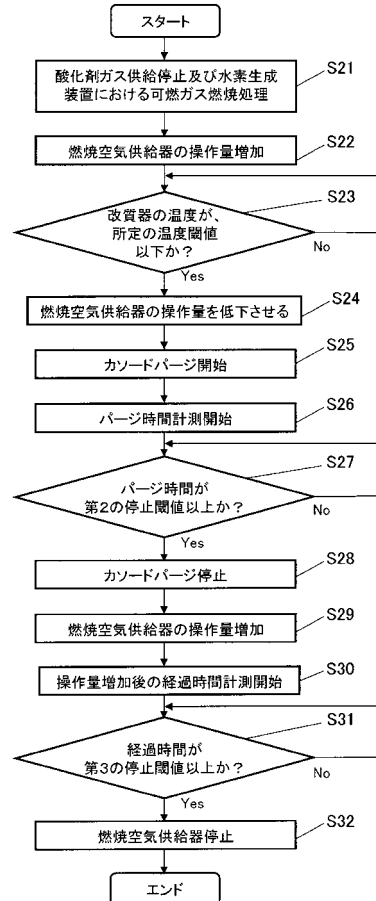 スタート
酸化剤ガス供給停止及び水素生成
装置における可燃ガス燃焼処理
S21
燃焼空気供給器の操作量増加
S22
改質器の温度が、
所定の温度閾値
以下か?
S23
No
Yes
燃焼空気供給器の操作量を低下させる
S24
カソードパージ開始
S25
パージ時間計測開始
S26
パージ時間が
第2の停止閾値以上か?
S27
No
Yes
カソードパージ停止
S28
燃焼空気供給器の操作量増加
S29
操作量増加後の経過時間計測開始
S30
経過時間が
第3の停止閾値以上か?
S31
No
Yes
燃焼空気供給器停止
S32
エンド